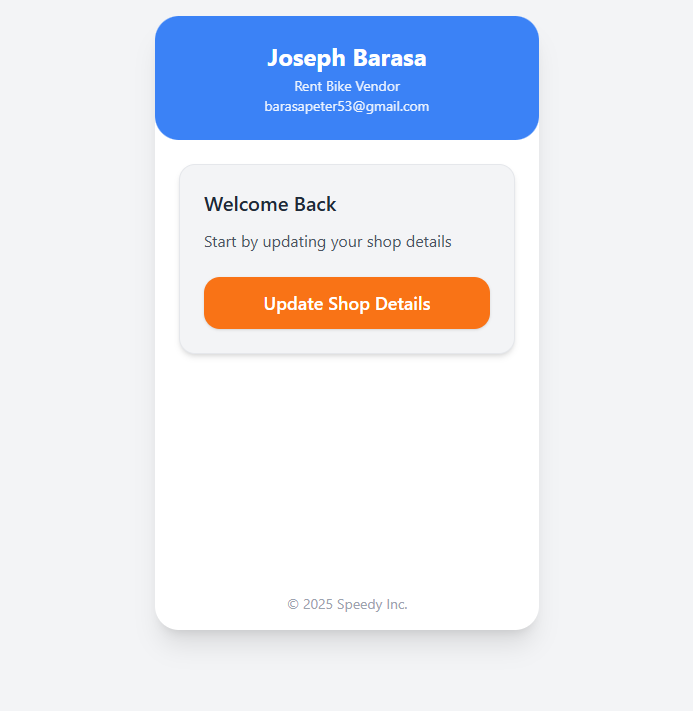 Joseph Barasa
Rent Bike Vendor
barasapeter53@gmail.com
Welcome Back
Start by updating your shop details
Update Shop Details
© 2025 Speedy Inc.